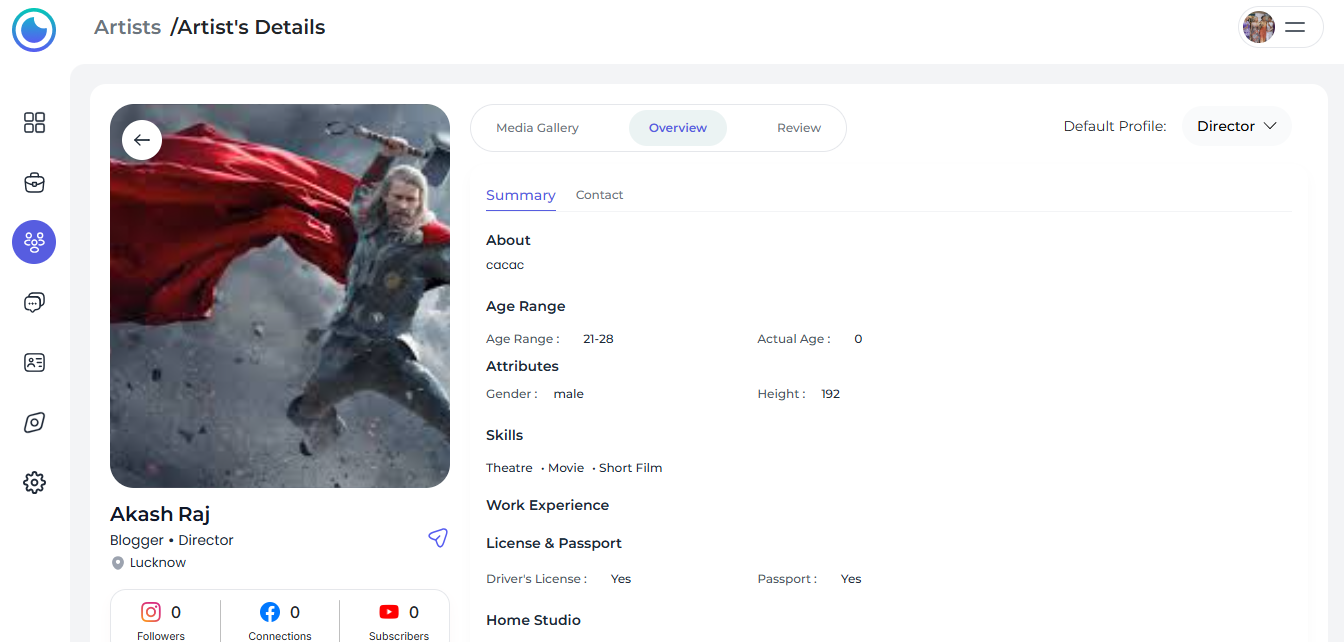 Artists /Artist's Details
Media Gallery Overview Review
Default Profile: Director
Summary Contact
About
cacac
Age Range
Age Range : 21-28 Actual Age : 0
Attributes
Gender : male Height : 192
Skills
Theatre • Movie • Short Film
Work Experience
License & Passport
Driver's License : Yes Passport : Yes
Home Studio
Akash Raj
Blogger • Director
Lucknow
0 0 0
Followers Connections Subscribers